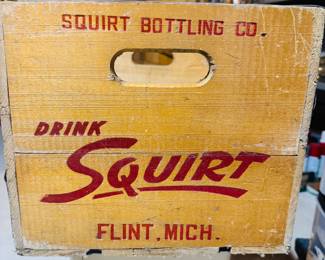 SQUIRT BOTTLING CO.
DRINK
SQUIRT
FLINT, MICH.